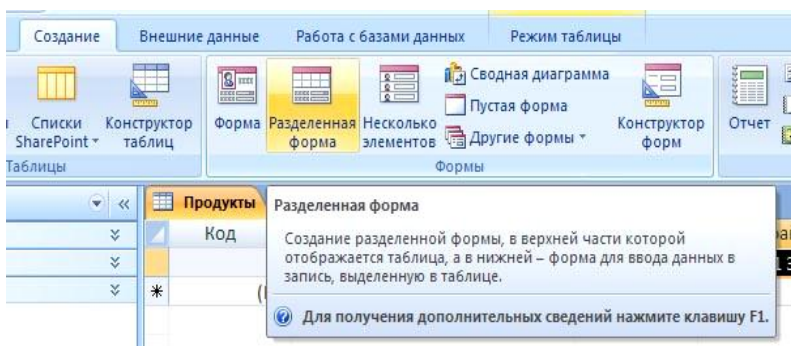 Создание Внешние данные Работа с базами данных Режим таблицы
Списки SharePoint
Конструктор таблиц
Форма
Разделенная форма
Несколько элементов
Сводная диаграмма
Пустая форма
Другие формы
Конструктор форм
Отчет
Таблицы
Формы
Продукты
Код
Разделенная форма
Создание разделенной формы, в верхней части которой
отображается таблица, а в нижней – форма для ввода данных в
запись, выделенную в таблице.
Для получения дополнительных сведений нажмите клавишу F1.